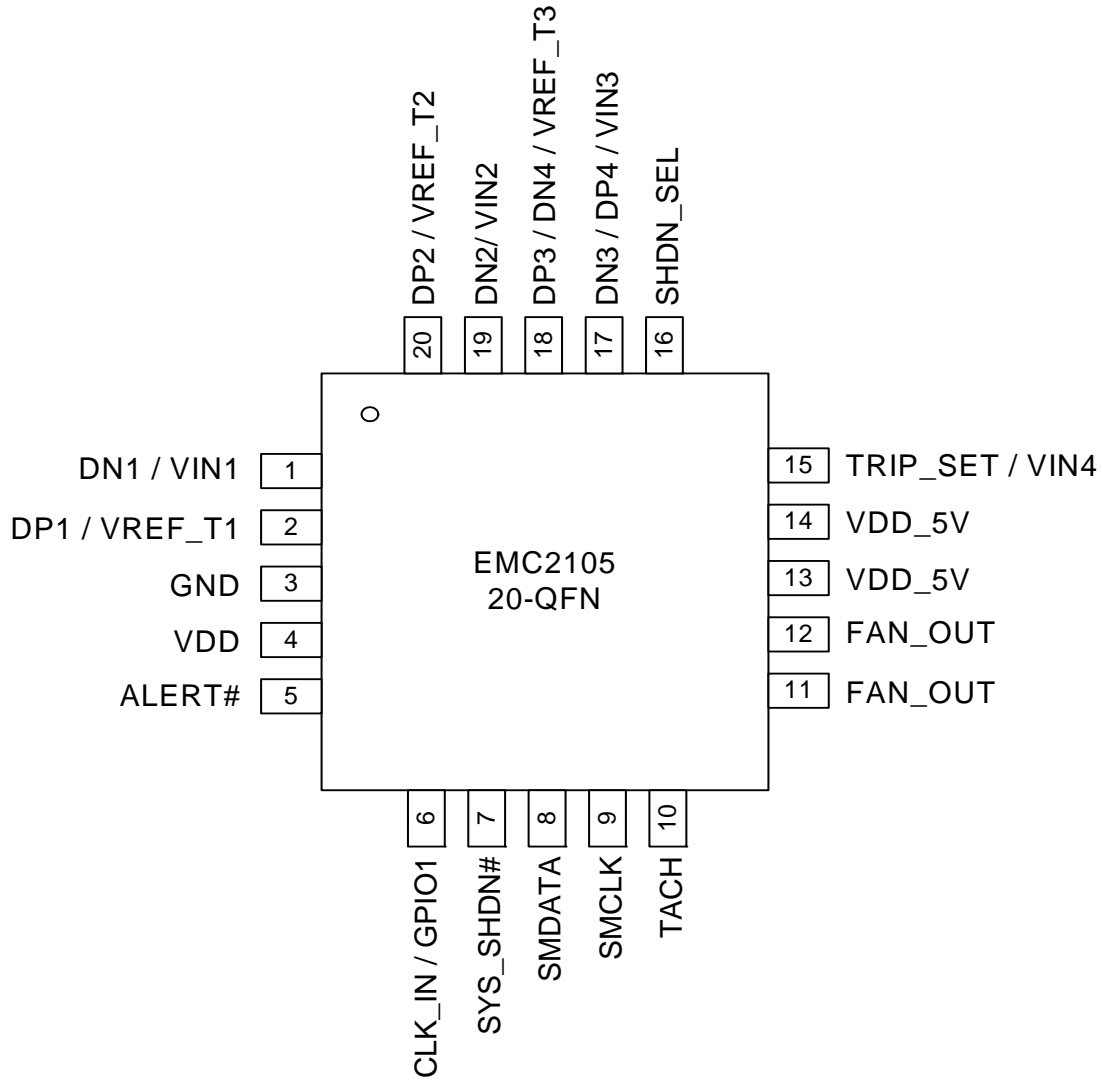 DP2 / VREF_T2
DN2/ VIN2
DP3 / DN4 / VREF_T3
DN3 / DP4 / VIN3
SHDN_SEL
20
19
18
17
16
DN1 / VIN1
1
DP1 / VREF_T1
2
GND
3
VDD
4
ALERT#
5
EMC2105
20-QFN
15
TRIP_SET / VIN4
14
VDD_5V
13
VDD_5V
12
FAN_OUT
11
FAN_OUT
6
7
8
9
10
CLK_IN / GPIO1
SYS_SHDN#
SMDATA
SMCLK
TACH